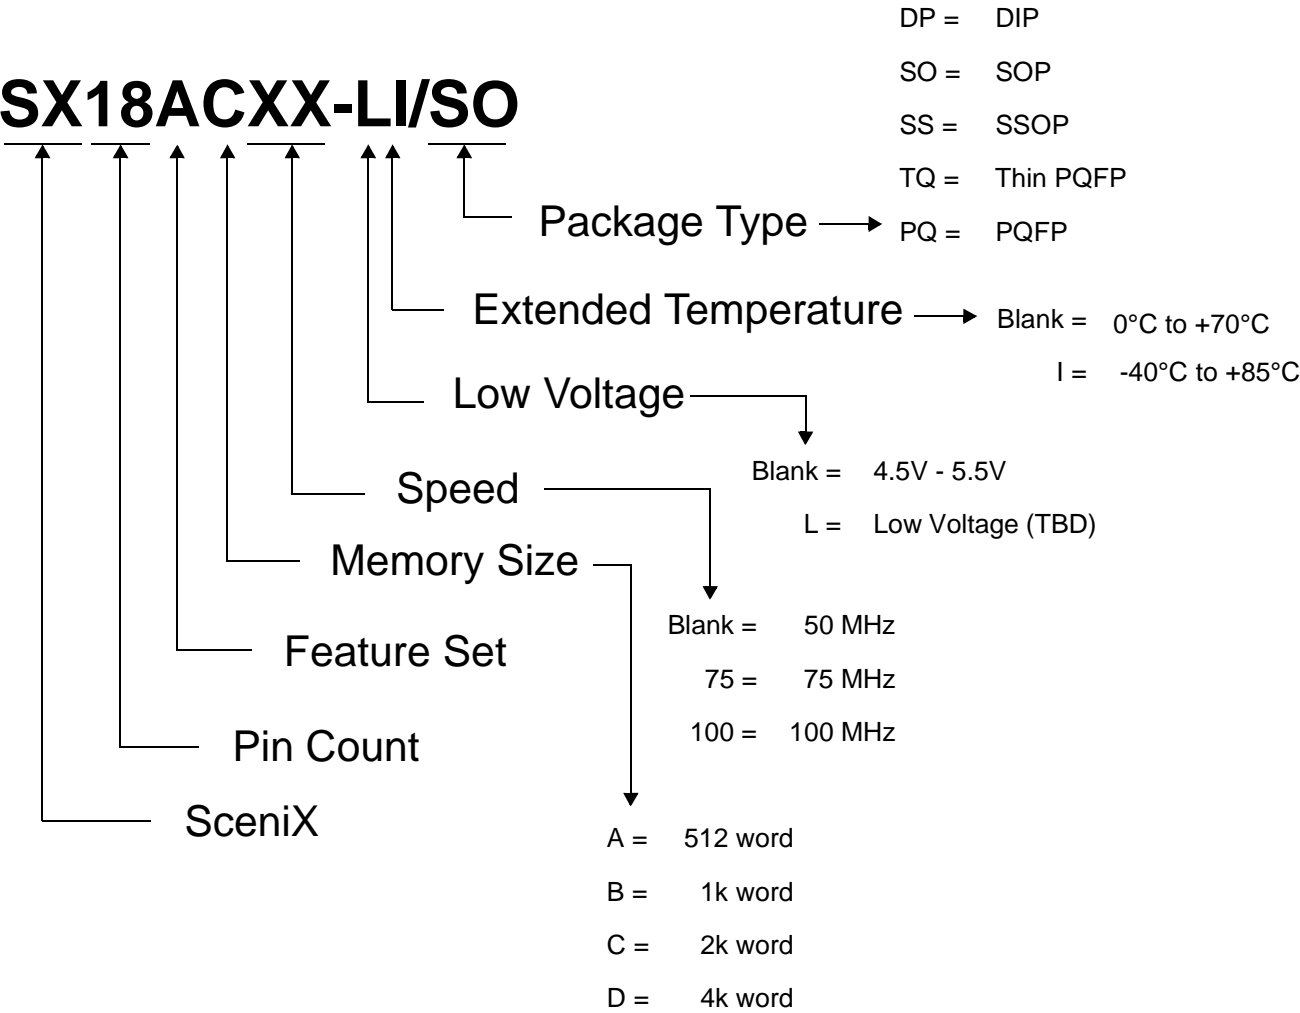 DP = DIP
SO = SOP
SX18ACXX-LI/SO
SS = SSOP
TQ = Thin PQFP
Package Type
PQ = PQFP
Extended Temperature
Blank = 0°C to +70°C
I = -40°C to +85°C
Low Voltage
Blank = 4.5V - 5.5V
L = Low Voltage (TBD)
Speed
Memory Size
Blank = 50 MHz
75 = 75 MHz
100 = 100 MHz
Feature Set
Pin Count
SceniX
A = 512 word
B = 1k word
C = 2k word
D = 4k word